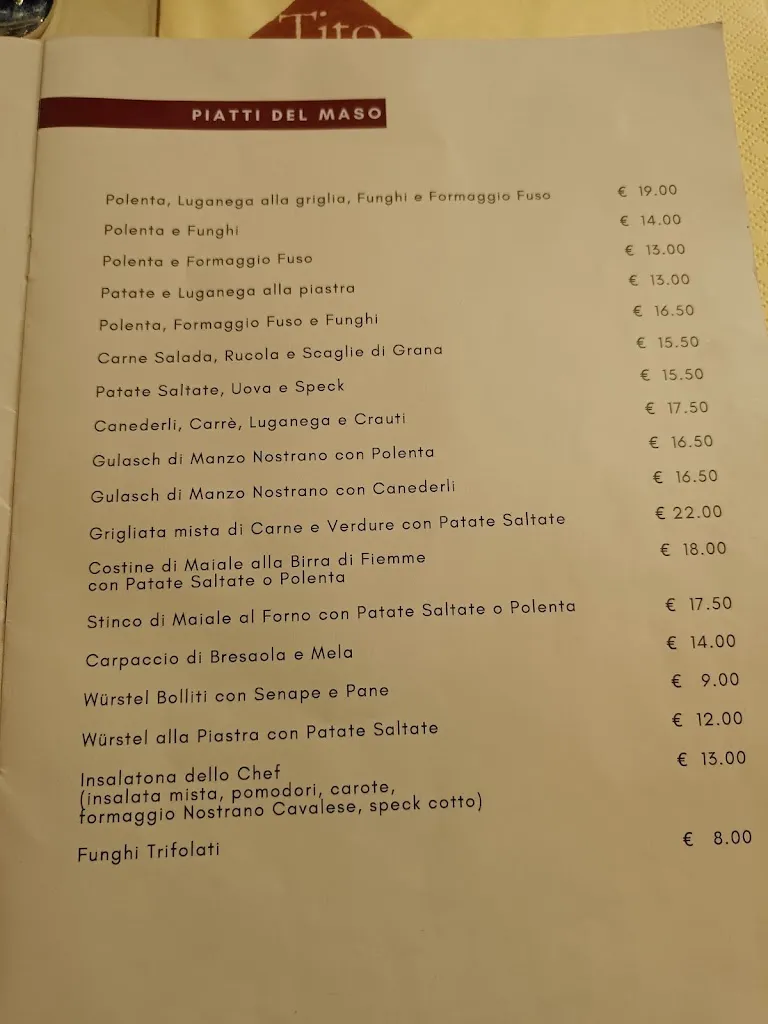 Tito
PIATTI DEL MASO
Polenta, Luganega alla griglia, Funghi e Formaggio Fuso € 19.00
Polenta e Funghi € 14.00
Polenta e Formaggio Fuso € 13.00
Patate e Luganega alla piastra € 13.00
Polenta, Formaggio Fuso e Funghi € 16.50
Carne Salada, Rucola e Scaglie di Grana € 15.50
Patate Saltate, Uova e Speck € 15.50
Canederli, Carrè, Luganega e Crauti € 17.50
Gulasch di Manzo Nostrano con Polenta € 16.50
Gulasch di Manzo Nostrano con Canederli € 16.50
Grigliata mista di Carne e Verdure con Patate Saltate € 22.00
Costine di Maiale alla Birra di Fiemme € 18.00
con Patate Saltate o Polenta
Stinco di Maiale al Forno con Patate Saltate o Polenta € 17.50
Carpaccio di Bresaola e Mela € 14.00
Würstel Bolliti con Senape e Pane € 9.00
Würstel alla Piastra con Patate Saltate € 12.00
Insalatona dello Chef € 13.00
(insalata mista, pomodori, carote,
formaggio Nostrano Cavalese, speck cotto)
Funghi Trifolati € 8.00